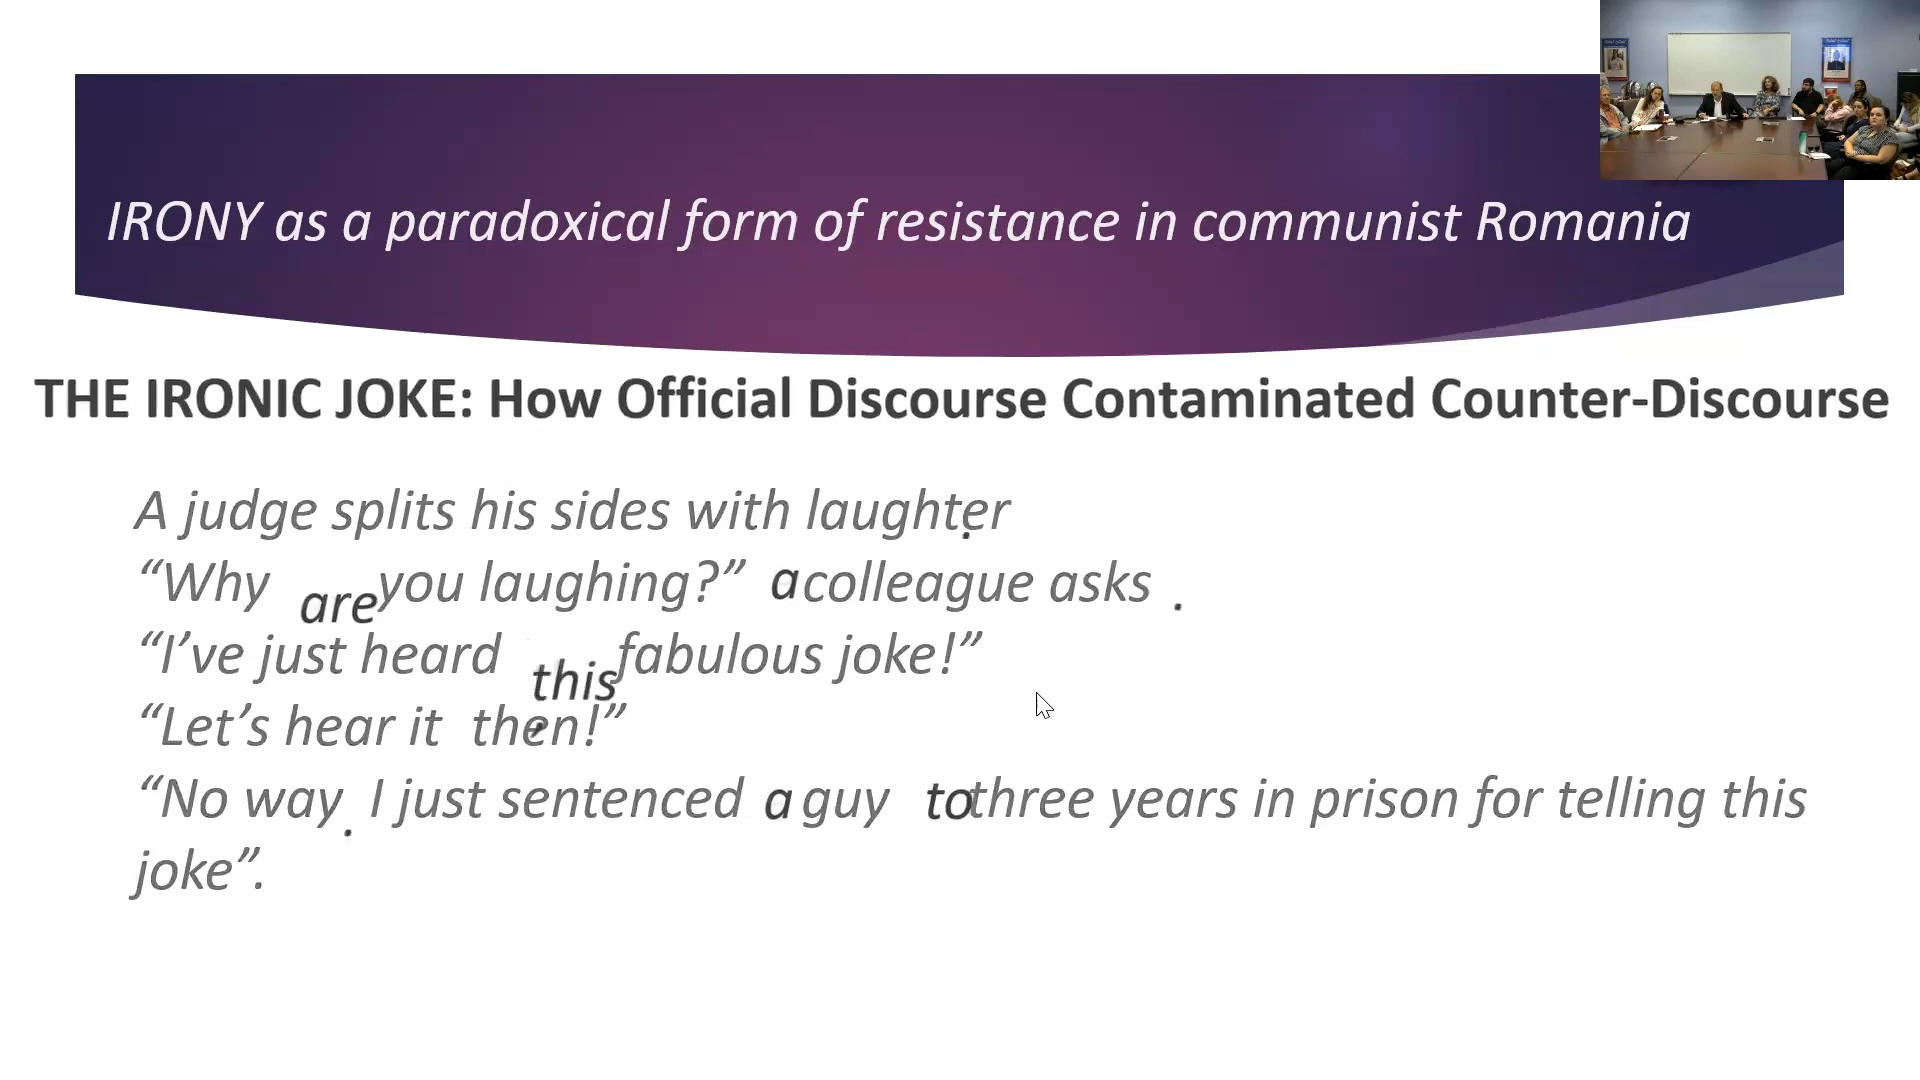 IRONY as a paradoxical form of resistance in communist Romania
THE IRONIC JOKE: How Official Discourse Contaminated Counter-Discourse
A judge splits his sides with laughter.
“Why are you laughing?” a colleague asks.
“I’ve just heard this fabulous joke!”
“Let’s hear it, then!”
“No way. I just sentenced a guy to three years in prison for telling this
joke”.